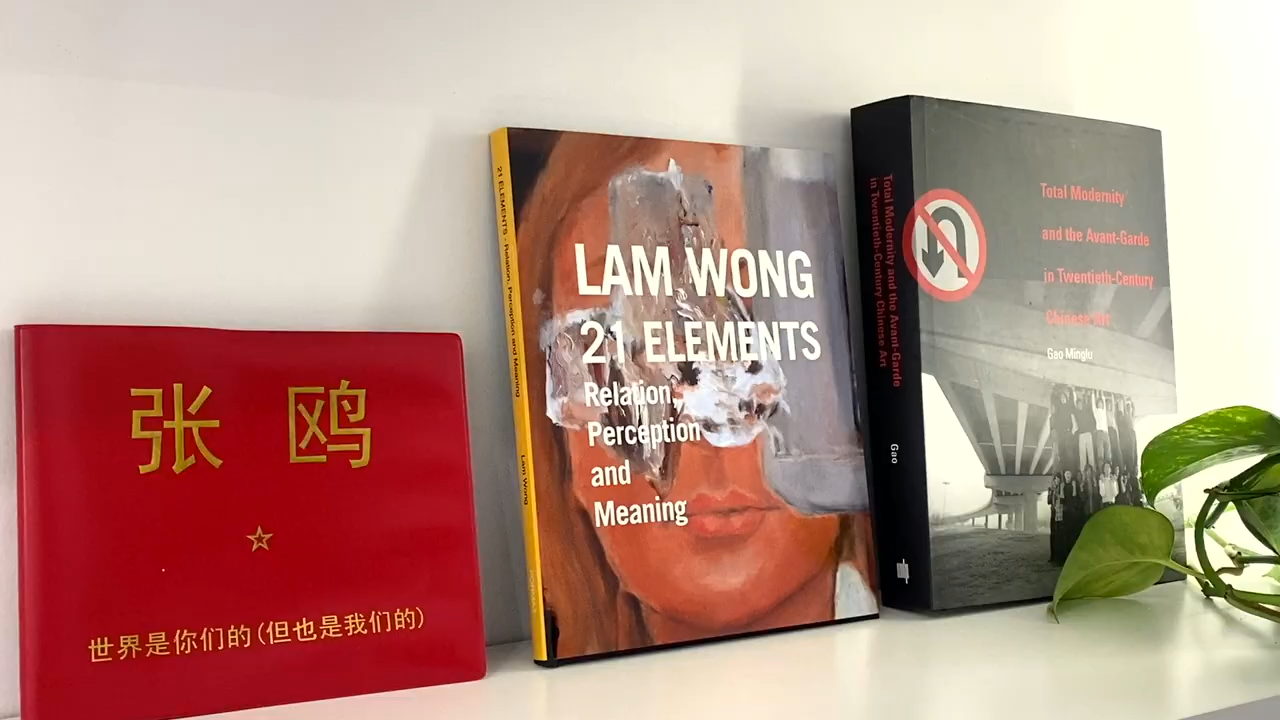 张 鸥
世界是你们的(但也是我们的)
21 ELEMENTS - Relation, Perception and Meaning
Lam Wong
LAM WONG
21 ELEMENTS
Relation,
Perception
and
Meaning
Total Modernity and the Avant-Garde
in Twentieth-Century Chinese Art
Gao
Total Modernity
and the Avant-Garde
in Twentieth-Century
Chinese Art
Gao Minglu